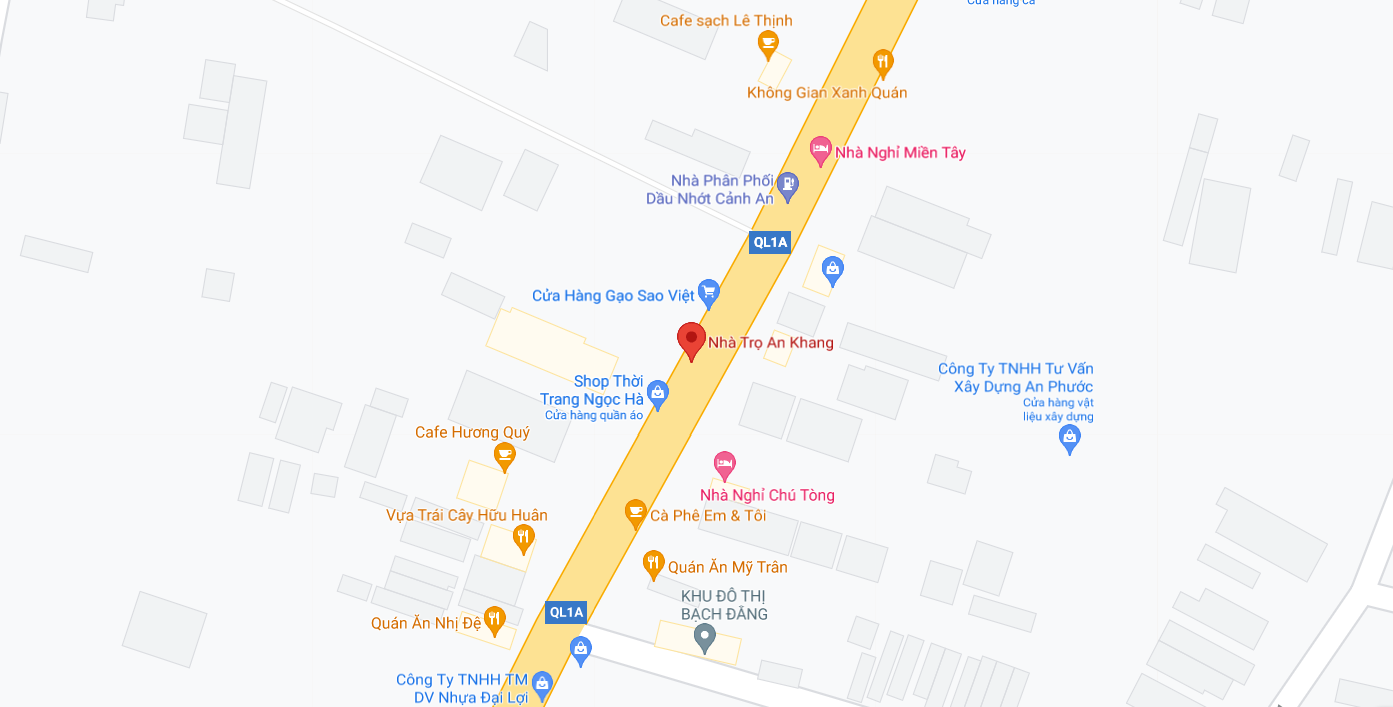 Cửa hàng cá
Cafe sạch Lê Thịnh
Không Gian Xanh Quán
Nhà Nghỉ Miền Tây
Nhà Phân Phối
Dầu Nhớt Cảnh An
QL1A
Cửa Hàng Gạo Sao Việt
Nhà Trọ An Khang
Công Ty TNHH Tư Vấn
Xây Dựng An Phước
Cửa hàng vật
liệu xây dựng
Shop Thời
Trang Ngọc Hà
Cửa hàng quần áo
Cafe Hương Quý
Nhà Nghỉ Chú Tòng
Vựa Trái Cây Hữu Huân
Cà Phê Em & Tôi
Quán Ăn Mỹ Trân
KHU ĐÔ THỊ
BẠCH ĐẰNG
QL1A
Quán Ăn Nhị Đệ
Công Ty TNHH TM
DV Nhựa Đại Lợi